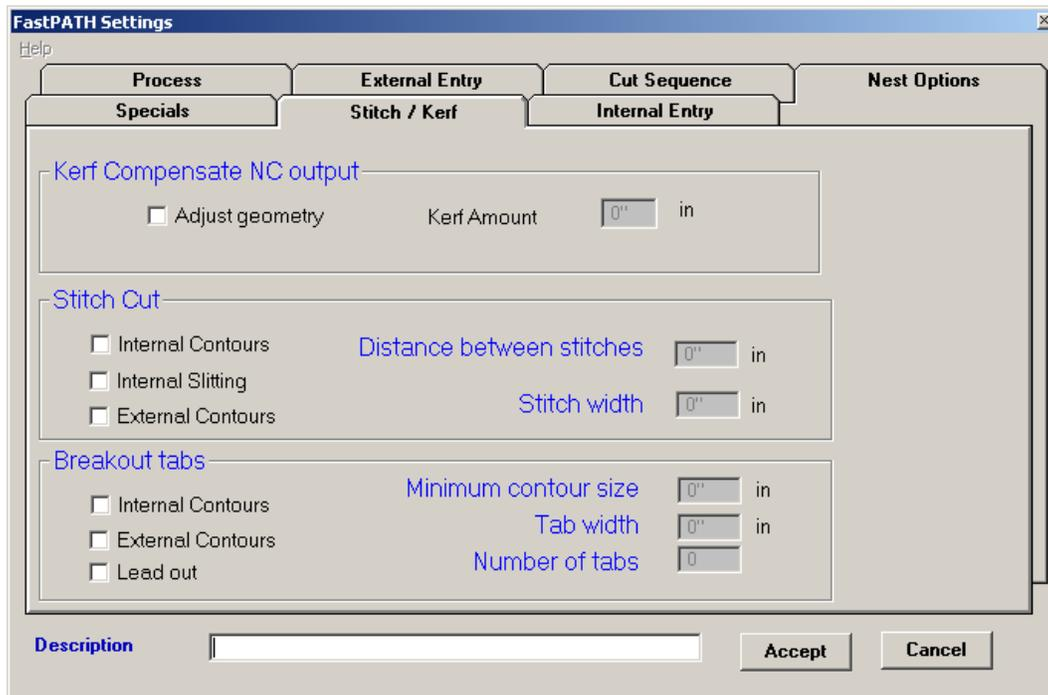 FastPATH Settings
Help
Process External Entry Cut Sequence Nest Options
Specials Stitch / Kerf Internal Entry
Kerf Compensate NC output
Adjust geometry Kerf Amount 0" in
Stitch Cut
Internal Contours Distance between stitches 0" in
Internal Slitting
Stitch width 0" in
External Contours
Breakout tabs
Minimum contour size 0" in
Internal Contours
Tab width 0" in
External Contours
Number of tabs 0
Lead out
Description Accept Cancel